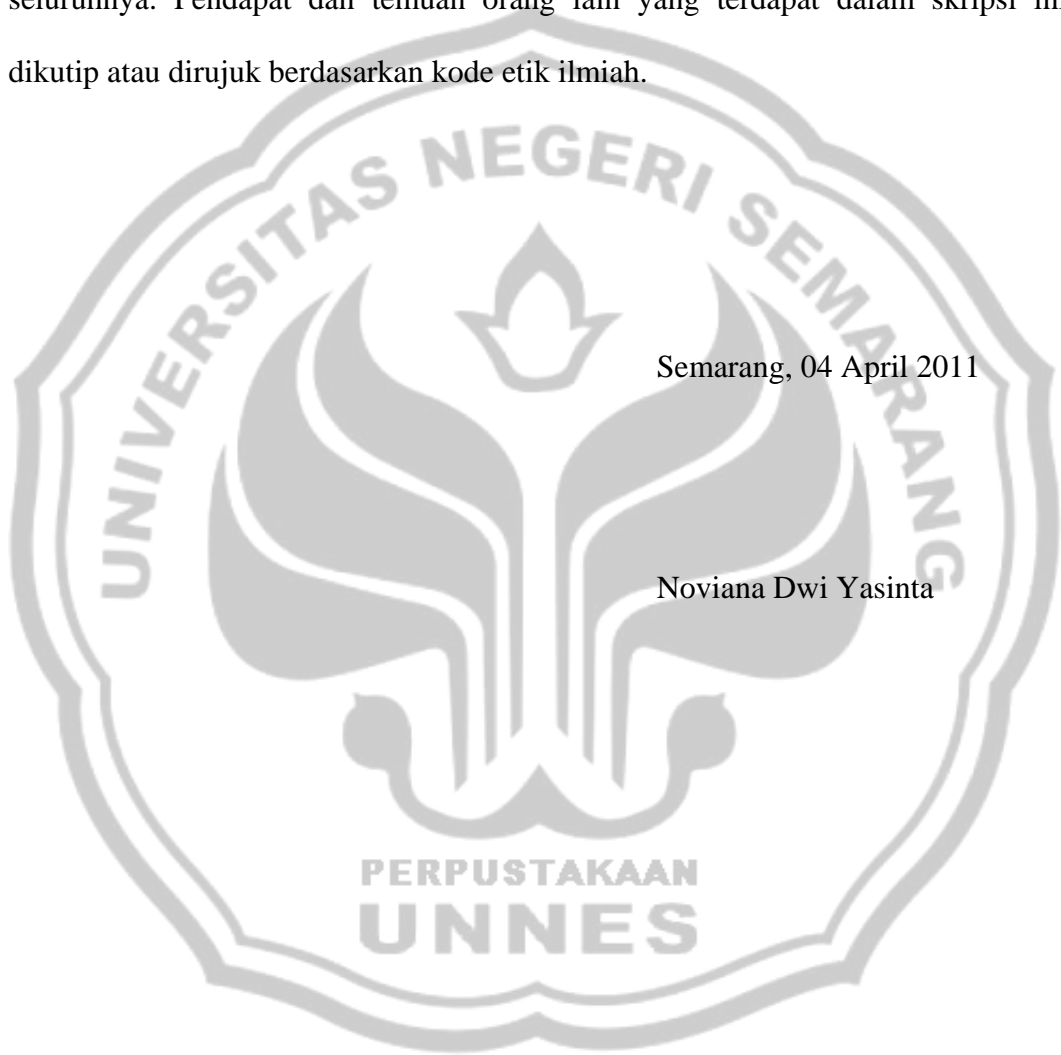 seluruhnya. Pendapat dan temuan orang lain yang terdapat dalam skripsi ini
dikutip atau dirujuk berdasarkan kode etik ilmiah.
UNIVERSITAS NEGERI SEMARANG
Semarang, 04 April 2011
Noviana Dwi Yasinta
PERPUSTAKAAN
UNNES